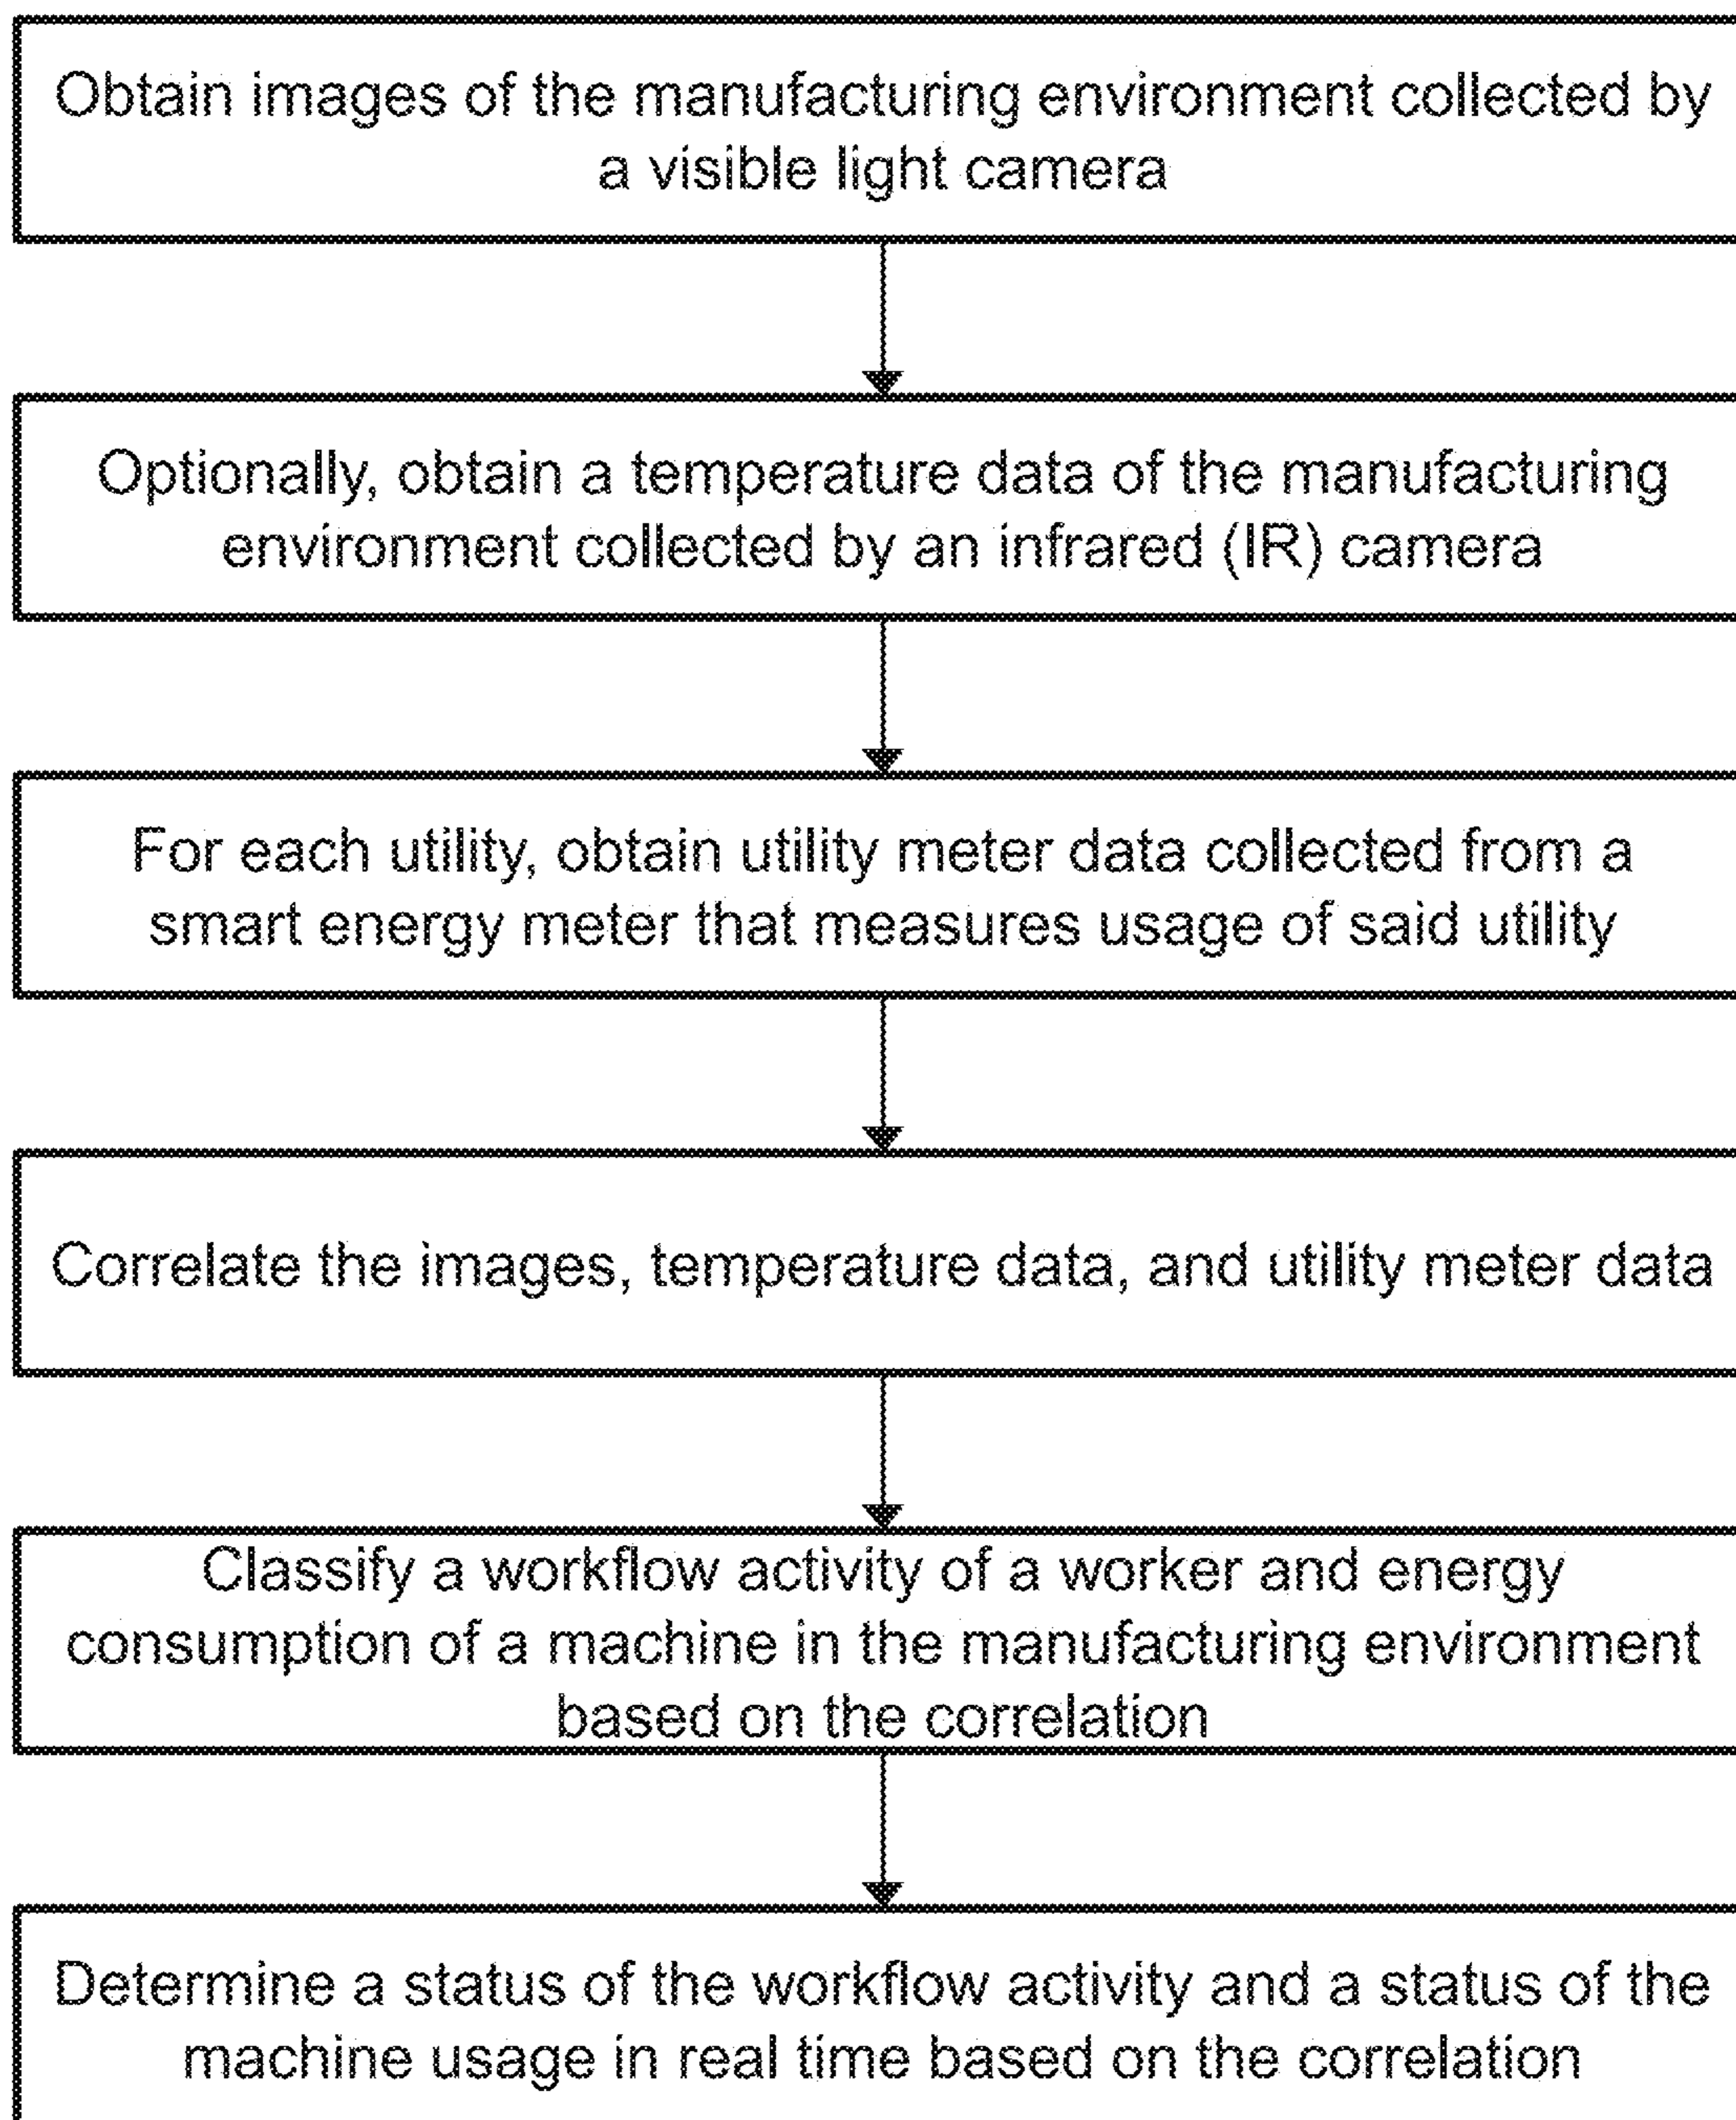 Obtain images of the manufacturing environment collected by
a visible light camera
Optionally, obtain a temperature data of the manufacturing
environment collected by an infrared (IR) camera
For each utility, obtain utility meter data collected from a
smart energy meter that measures usage of said utility
Correlate the images, temperature data, and utility meter data
Classify a workflow activity of a worker and energy
consumption of a machine in the manufacturing environment
based on the correlation
Determine a status of the workflow activity and a status of the
machine usage in real time based on the correlation